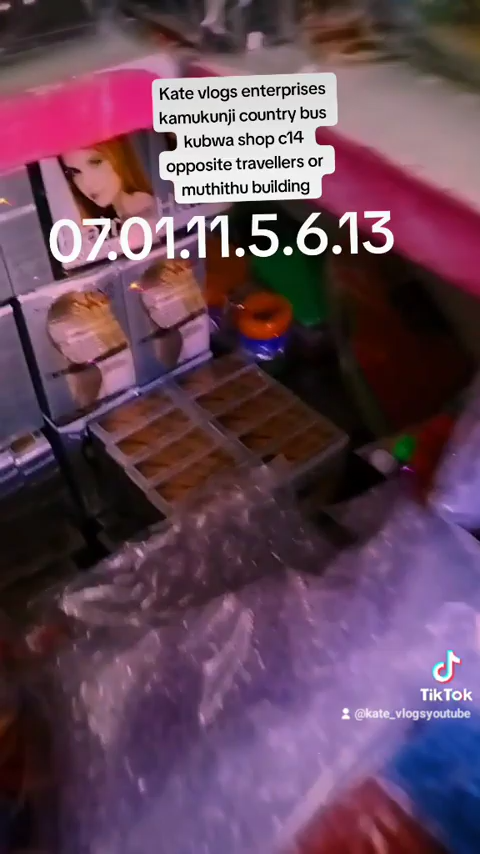 Kate vlogs enterprises
kamukunji country bus
kubwa shop c14
opposite travellers or
muthithu building
07.01.11.5.6.13
TikTok
@kate_vlogsyoutube